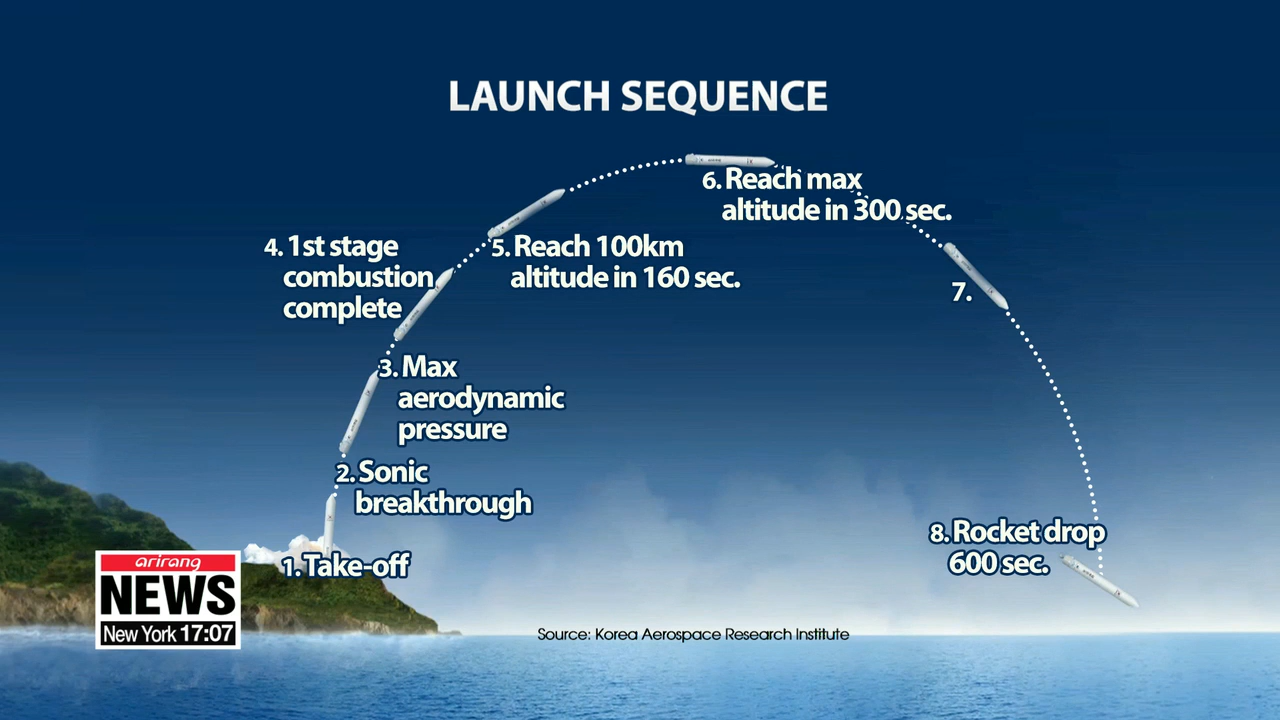 LAUNCH SEQUENCE
6. Reach max
altitude in 300 sec.
4. 1st stage
combustion
complete
5. Reach 100km
altitude in 160 sec.
7.
3. Max
aerodynamic
pressure
2. Sonic
breakthrough
8. Rocket drop
600 sec.
1. Take-off
arirang
NEWS
New York 17:07
Source: Korea Aerospace Research Institute